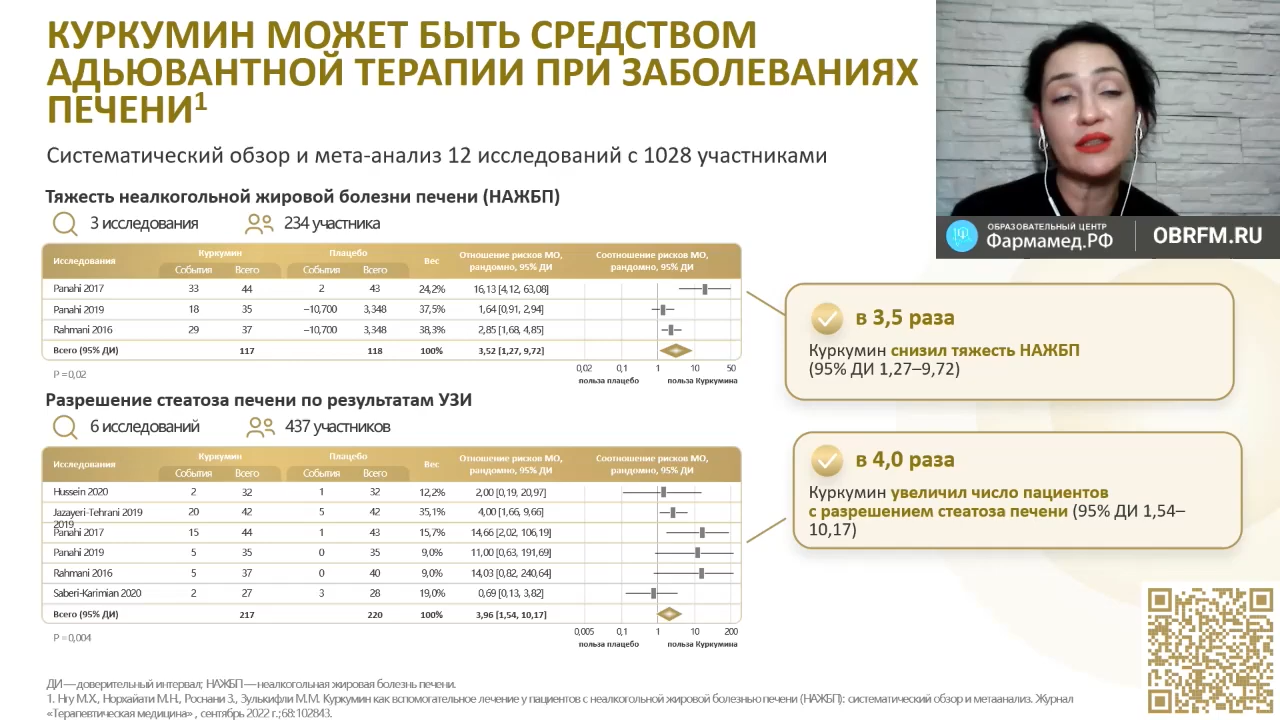 КУРКУМИН МОЖЕТ БЫТЬ СРЕДСТВОМ
АДЬЮВАНТНОЙ ТЕРАПИИ ПРИ ЗАБОЛЕВАНИЯХ
ПЕЧЕНИ1
Систематический обзор и мета-анализ 12 исследований с 1028 участниками
ОБРАЗОВАТЕЛЬНЫЙ ЦЕНТР
Фармамед.РФ
OBRFM.RU
Тяжесть неалкогольной жировой болезни печени (НАЖБП)
3 исследования 234 участника
Исследования Куркумин Плацебо Вес Отношение рисков МО, рандомно, 95% ДИ Соотношение рисков МО, рандомно, 95% ДИ
События Всего События Всего
Panahi 2017 33 44 2 43 24,2% 16,13 [4,12, 63,08]
Panahi 2019 18 35 –10,700 3,348 37,5% 1,64 [0,91, 2,94]
Rahmani 2016 29 37 –10,700 3,348 38,3% 2,85 [1,68, 4,85]
Всего (95% ДИ) 117 118 100% 3,52 [1,27, 9,72]
P = 0,02
0,02 0,1 1 10 50
польза плацебо польза Куркумина
в 3,5 раза
Куркумин снизил тяжесть НАЖБП
(95% ДИ 1,27–9,72)
Разрешение стеатоза печени по результатам УЗИ
6 исследований 437 участников
Исследования Куркумин Плацебо Вес Отношение рисков МО, рандомно, 95% ДИ Соотношение рисков МО, рандомно, 95% ДИ
События Всего События Всего
Hussein 2020 2 32 1 32 12,2% 2,00 [0,19, 20,97]
Jazayeri-Tehrani 2019 20 42 5 42 35,1% 4,00 [1,66, 9,66]
2019
Panahi 2017 15 44 1 43 15,7% 14,66 [2,02, 106,19]
Panahi 2019 5 35 0 35 9,0% 11,00 [0,63, 191,69]
Rahmani 2016 5 37 0 40 9,0% 14,03 [0,82, 240,64]
Saberi-Karimian 2020 2 27 3 28 19,0% 0,69 [0,13, 3,82]
Всего (95% ДИ) 217 220 100% 3,96 [1,54, 10,17]
P = 0,004
0,005 0,1 1 10 200
польза плацебо польза Куркумина
в 4,0 раза
Куркумин увеличил число пациентов
с разрешением стеатоза печени (95% ДИ 1,54–
10,17)
ДИ — доверительный интервал; НАЖБП — неалкогольная жировая болезнь печени.
1. Нгу М.Х., Норхайати М.Н., Роснани З., Зулькифли М.М. Куркумин как вспомогательное лечение у пациентов с неалкогольной жировой болезнью печени (НАЖБП): систематический обзор и метаанализ. Журнал
«Терапевтическая медицина» , сентябрь 2022 г.;68:102843.